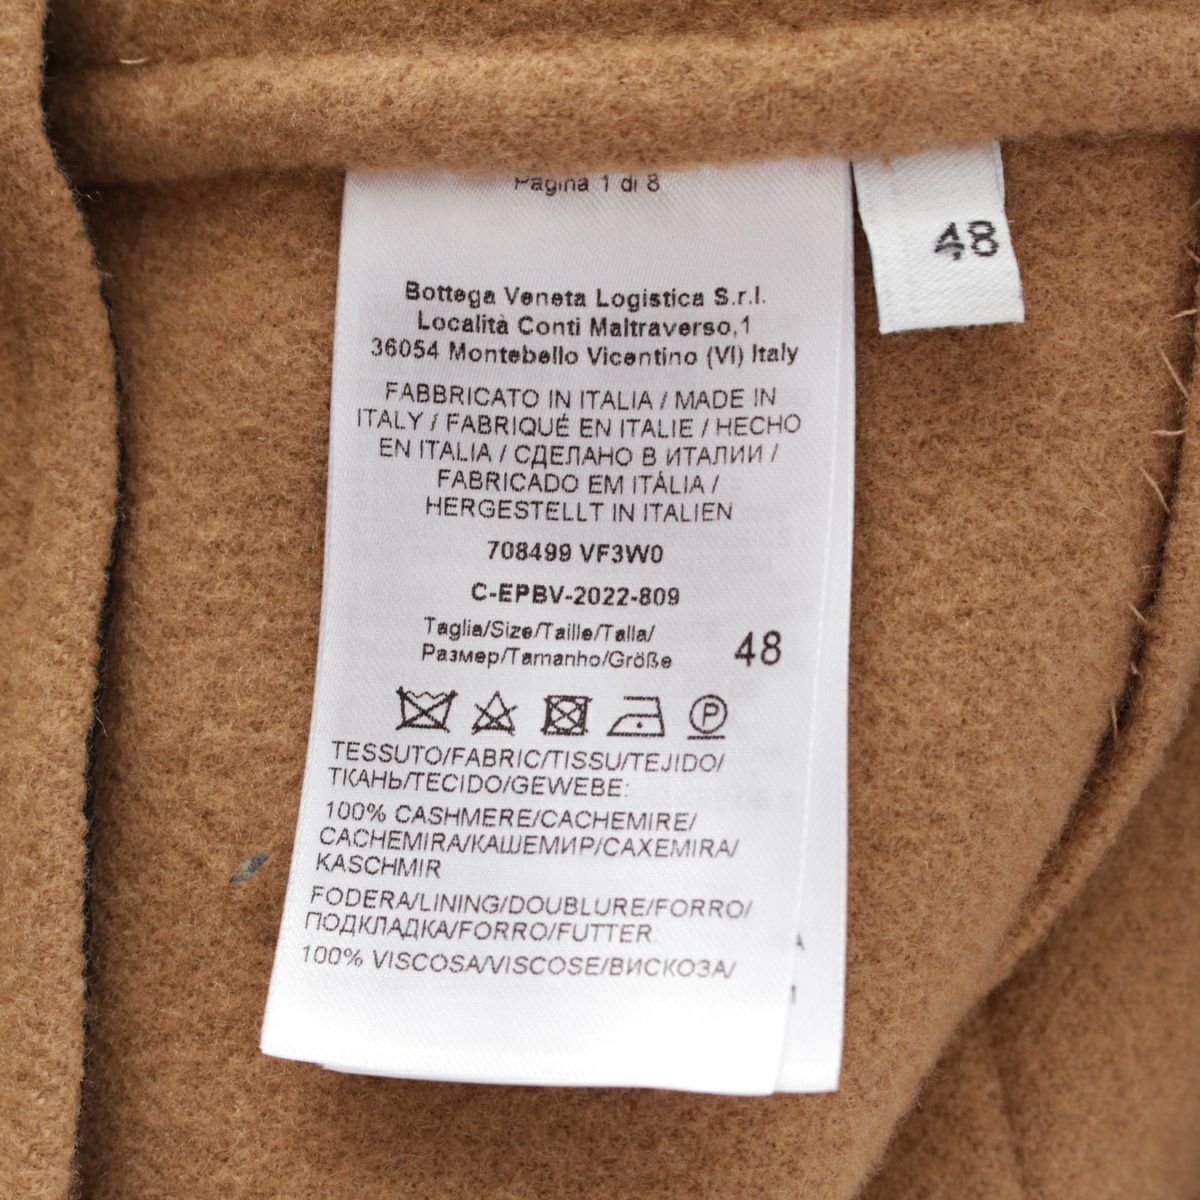 Pagina 1 di 8
48
Bottega Veneta Logistica S.r.l.
Località Conti Maltraverso,1
36054 Montebello Vicentino (VI) Italy
FABBRICATO IN ITALIA / MADE IN
ITALY / FABRIQUÉ EN ITALIE / HECHO
EN ITALIA / СДЕЛАНО В ИТАЛИИ /
FABRICADO EM ITÁLIA /
HERGESTELLT IN ITALIEN
708499 VF3W0
C-EPBV-2022-809
Taglia/Size/Taille/Talla/
Размер/Tamanho/Größe 48
P
TESSUTO/FABRIC/TISSU/TEJIDO/
ТКАНЬ/TECIDO/GEWEBE:
100% CASHMERE/CACHEMIRE/
CACHEMIRA/КАШЕМИР/CAXEMIRA/
KASCHMIR
FODERA/LINING/DOUBLURE/FORRO/
ПОДКЛАДКА/FORRO/FUTTER:
100% VISCOSA/VISCOSE/ВИСКОЗА/